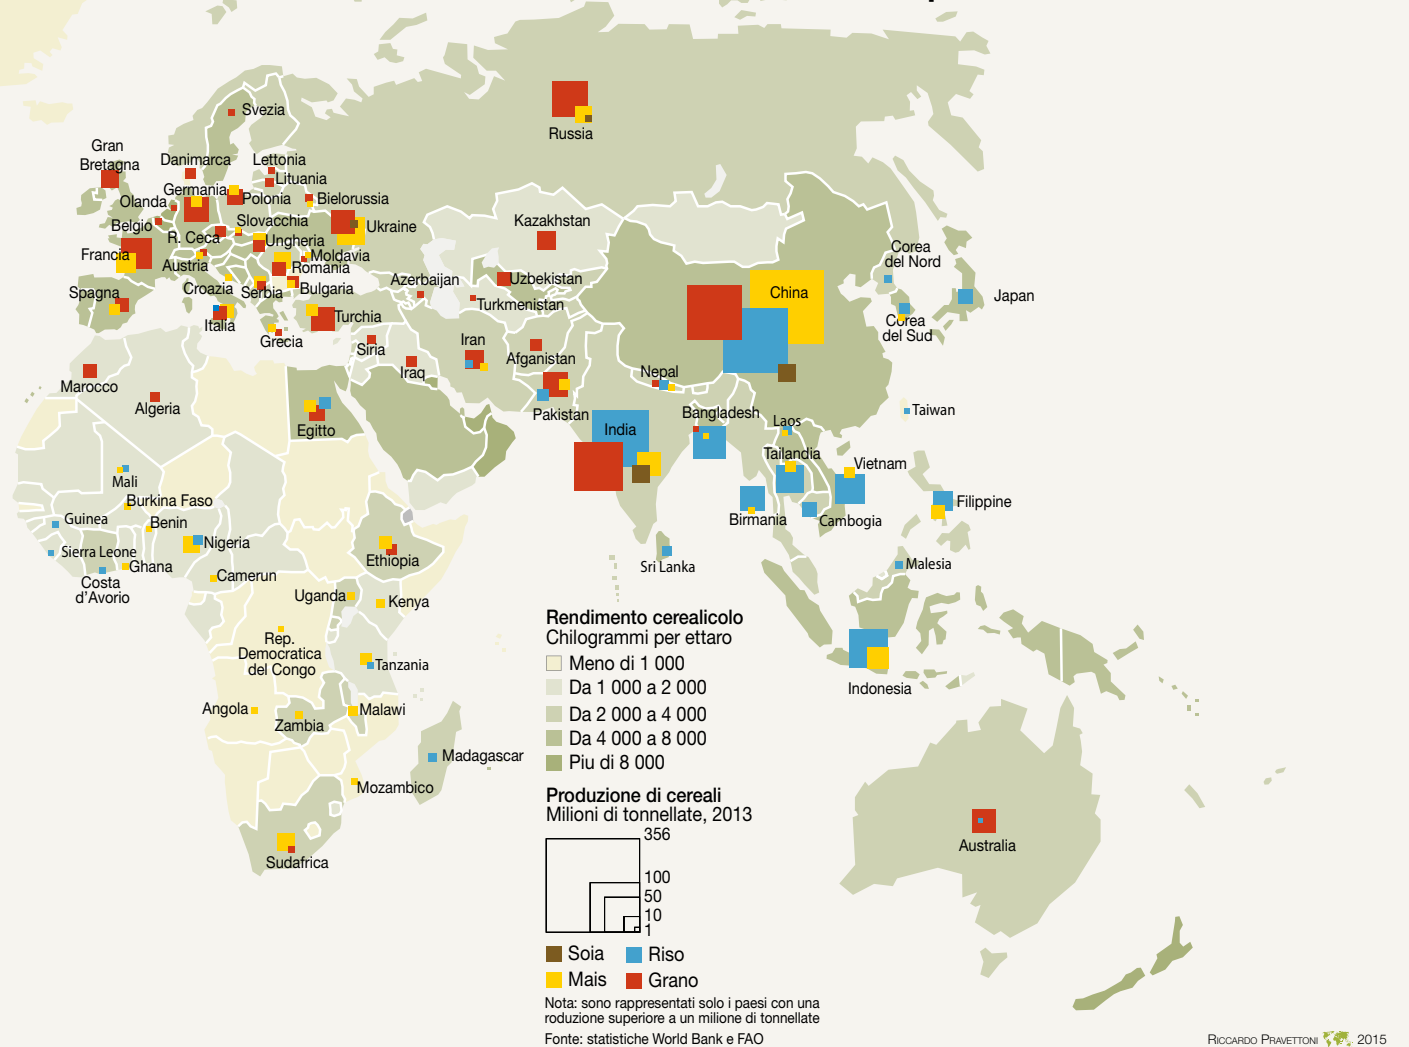 Svezia
Russia
Gran
Bretagna
Danimarca
Lettonia
Lituania
Germania
Olanda
Polonia
Bielorussia
Belgio
R. Ceca
Slovacchia
Ukraine
Francia
Austria
Ungheria
Moldavia
Romania
Spagna
Croazia
Serbia
Bulgaria
Italia
Grecia
Turchia
Azerbaijan
Kazakhstan
Uzbekistan
Turkmenistan
China
Corea
del Nord
Japan
Corea
del Sud
Siria
Iraq
Iran
Afganistan
Nepal
Marocco
Algeria
Egitto
Pakistan
India
Bangladesh
Laos
Taiwan
Tailandia
Vietnam
Mali
Burkina Faso
Guinea
Benin
Nigeria
Sierra Leone
Ghana
Costa
d'Avorio
Camerun
Ethiopia
Birmania
Cambogia
Filippine
Sri Lanka
Malesia
Uganda
Kenya
Rep.
Democratica
del Congo
Tanzania
Indonesia
Angola
Zambia
Malawi
Madagascar
Mozambico
Sudafrica
Australia
Rendimento cerealicolo
Chilogrammi per ettaro
Meno di 1 000
Da 1 000 a 2 000
Da 2 000 a 4 000
Da 4 000 a 8 000
Piu di 8 000
Produzione di cereali
Milioni di tonnellate, 2013
356
100
50
10
1
Soia
Riso
Mais
Grano
Nota: sono rappresentati solo i paesi con una
roduzione superiore a un milione di tonnellate
Fonte: statistiche World Bank e FAO
Riccardo Pravettoni 2015